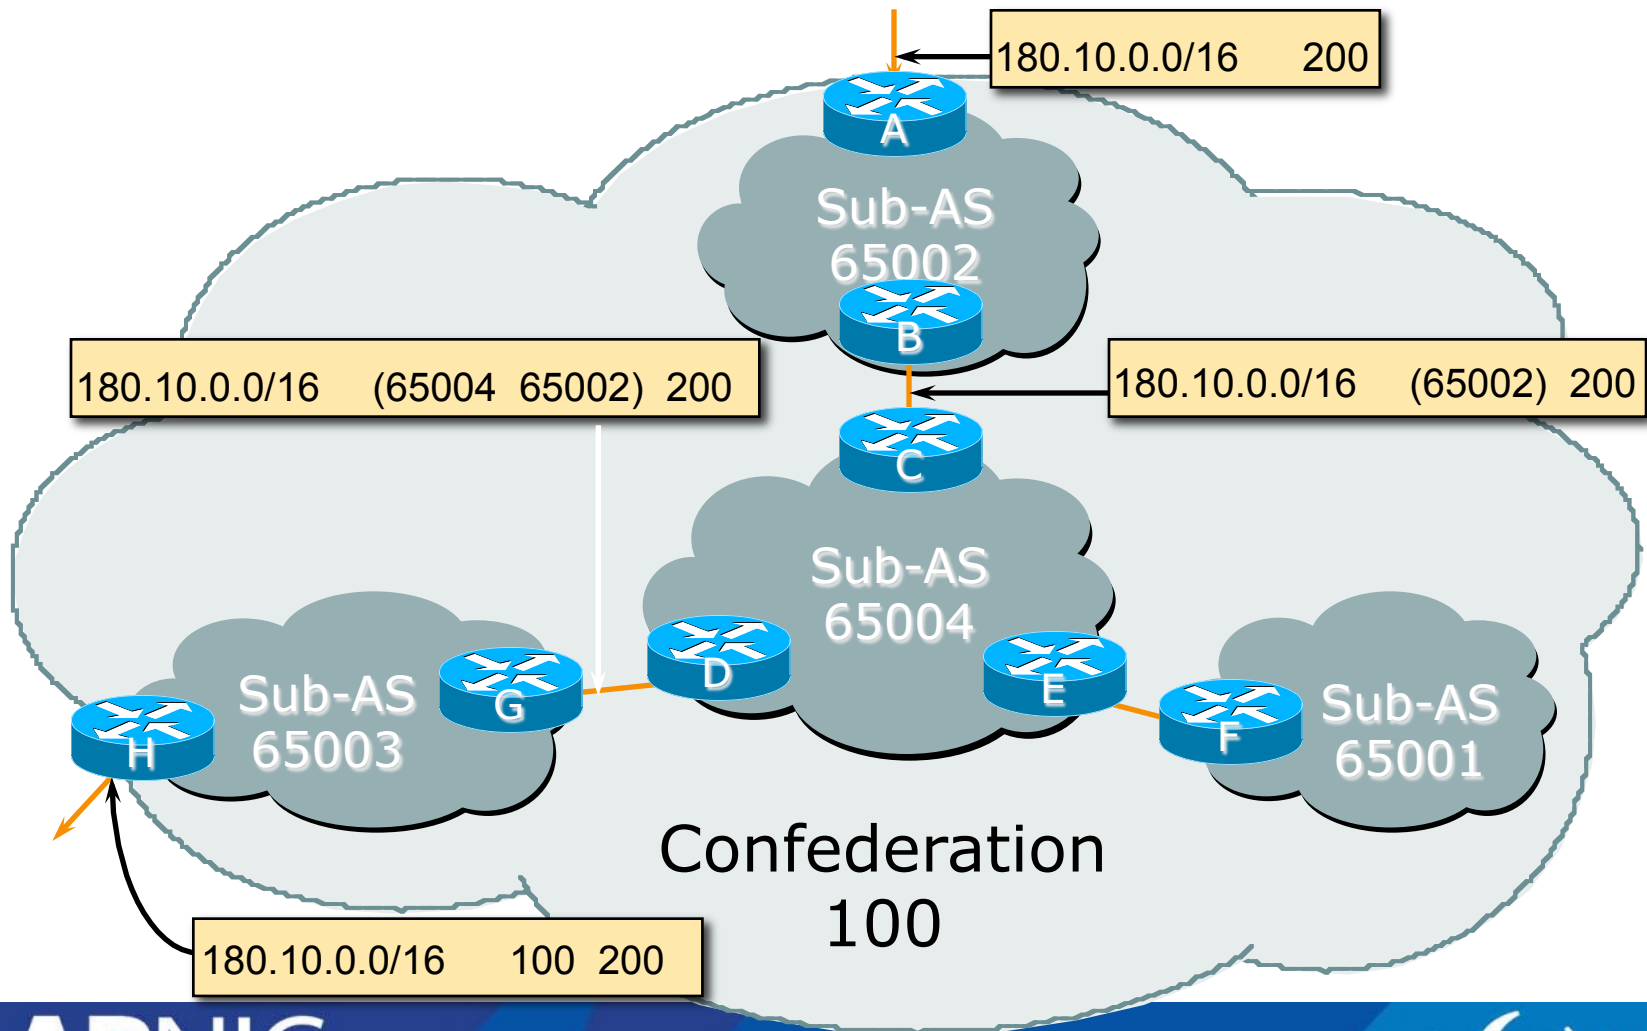 180.10.0.0/16 200
A
Sub-AS
65002
B
180.10.0.0/16 (65004 65002) 200
180.10.0.0/16 (65002) 200
C
Sub-AS
65004
D
E
Sub-AS
65003
G
H
F
Sub-AS
65001
Confederation
100
180.10.0.0/16 100 200
APNIC